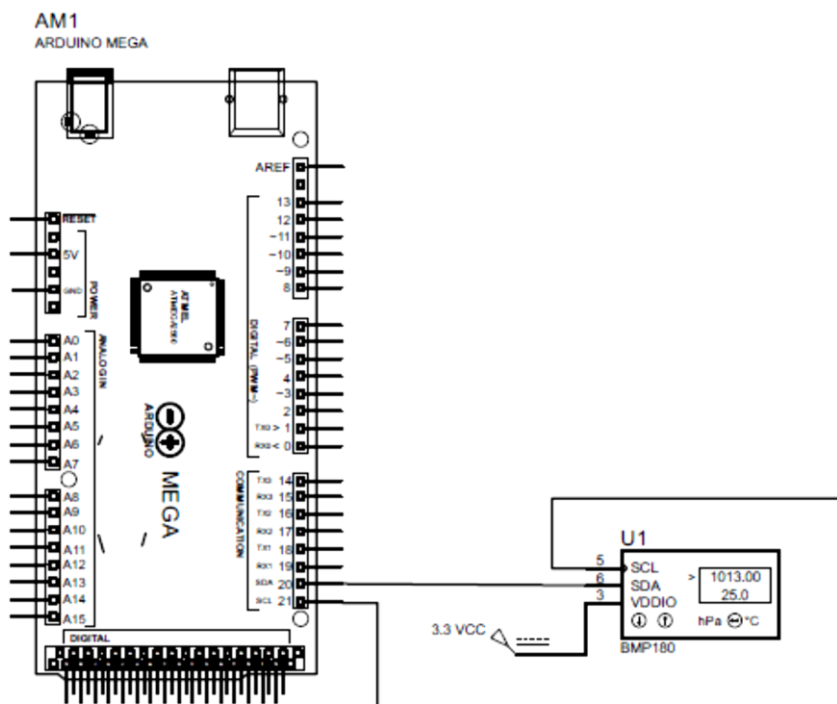 AM1
ARDUINO MEGA
AREF
13
12
~11
~10
~9
8
RESET
5V
GND
POWER
ATMEL
7
~6
~5
4
~3
2
TX0 > 1
RX0 < 0
DIGITAL (PWM~)
A0
A1
A2
A3
A4
A5
A6
A7
ANALOG IN
ARDUINO
MEGA
A8
A9
A10
A11
A12
A13
A14
A15
TX3 14
RX3 15
TX2 16
RX2 17
TX1 18
RX1 19
SDA 20
SCL 21
COMMUNICATION
DIGITAL
U1
5 SCL
6 SDA
3 VDDIO
> 1013.00
25.0
hPa °C
BMP180
3.3 VCC